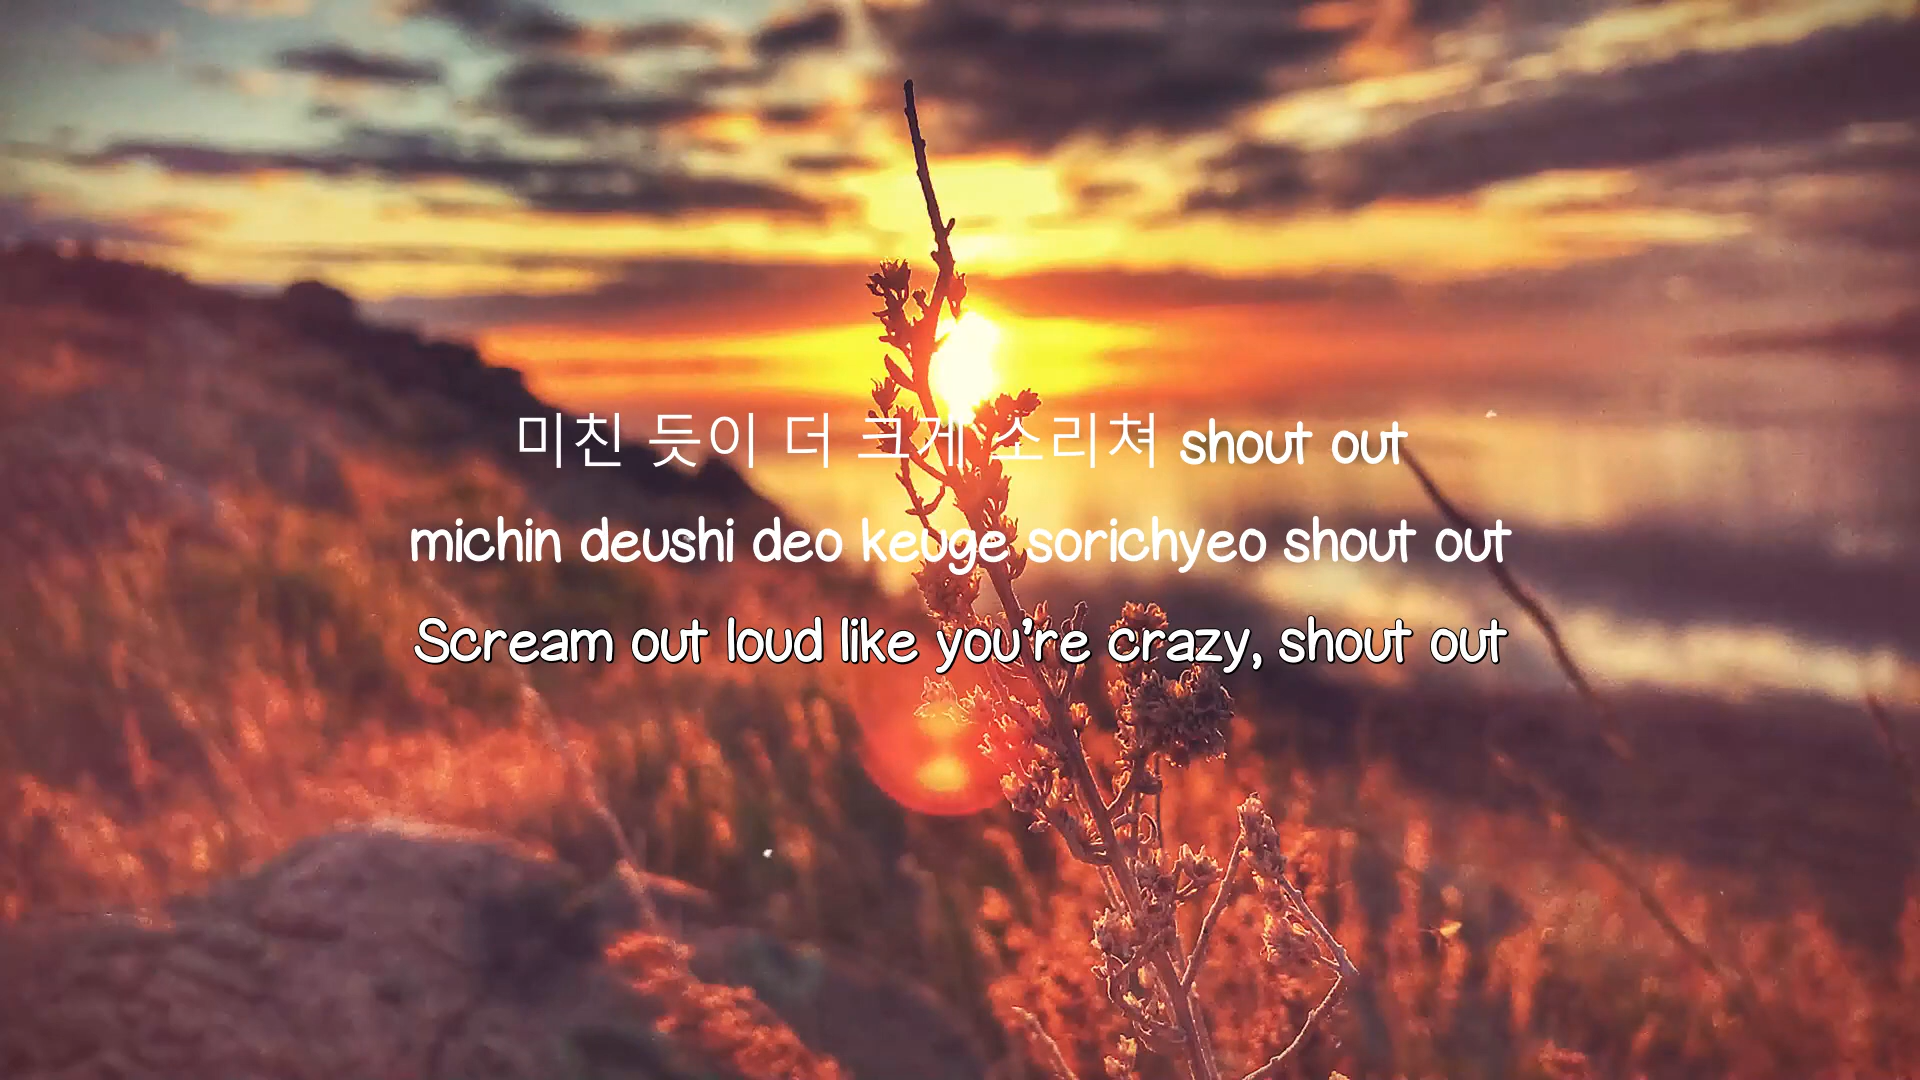 미친 듯이 더 크게 소리쳐 shout out
michin deushi deo keuge sorichyeo shout out
Scream out loud like you're crazy, shout out